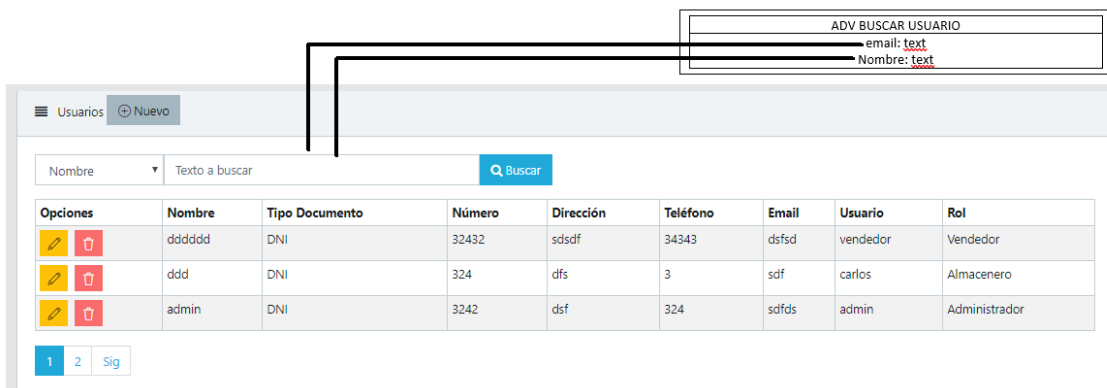 ADV BUSCAR USUARIO
email: text
Nombre: text
Usuarios Nuevo
Nombre Texto a buscar Buscar
Opciones Nombre Tipo Documento Número Dirección Teléfono Email Usuario Rol
dddddd DNI 32432 sdsdf 34343 dsfsd vendedor Vendedor
ddd DNI 324 dfs 3 sdf carlos Almacenero
admin DNI 3242 dsf 324 sdfds admin Administrador
1 2 Sig